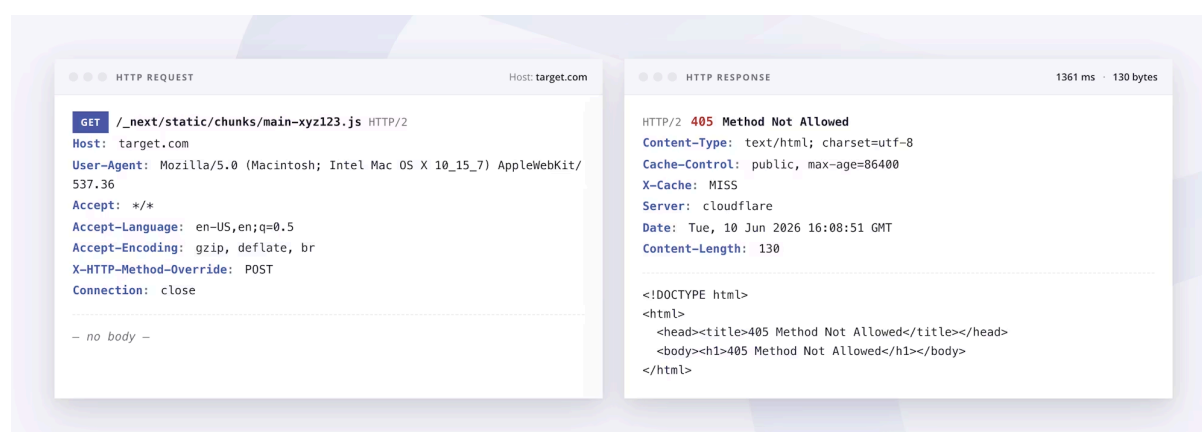 HTTP REQUEST
Host: target.com
GET /_next/static/chunks/main-xyz123.js HTTP/2
Host: target.com
User-Agent: Mozilla/5.0 (Macintosh; Intel Mac OS X 10_15_7) AppleWebKit/
537.36
Accept: */*
Accept-Language: en-US,en;q=0.5
Accept-Encoding: gzip, deflate, br
X-HTTP-Method-Override: POST
Connection: close
— no body —
HTTP RESPONSE
1361 ms · 130 bytes
HTTP/2 405 Method Not Allowed
Content-Type: text/html; charset=utf-8
Cache-Control: public, max-age=86400
X-Cache: MISS
Server: cloudflare
Date: Tue, 10 Jun 2026 16:08:51 GMT
Content-Length: 130
<!DOCTYPE html>
<html>
<head><title>405 Method Not Allowed</title></head>
<body><h1>405 Method Not Allowed</h1></body>
</html>